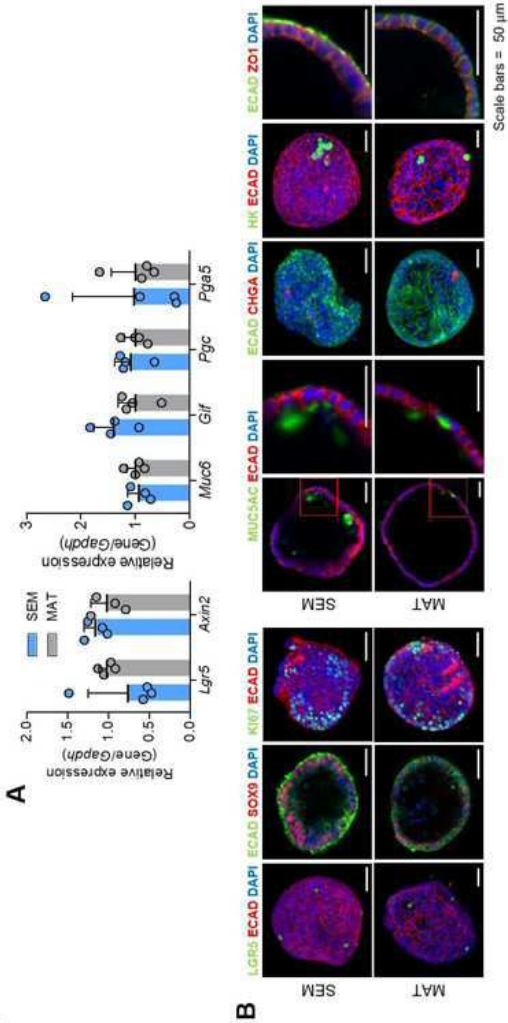 A
SEM
MAT
Relative expression
(Gene/Gapdh)
2.0
1.5
1.0
0.5
0.0
Lgr5
Axin2
Relative expression
(Gene/Gapdh)
3
2
1
0
Muc6
Gif
Pgc
Pga5
B
LGR5 ECAD DAPI
ECAD SOX9 DAPI
KI67 ECAD DAPI
MUC5AC ECAD DAPI
ECAD CHGA DAPI
HK ECAD DAPI
ECAD ZO1 DAPI
SEM
MAT
SEM
MAT
Scale bars = 50 µm